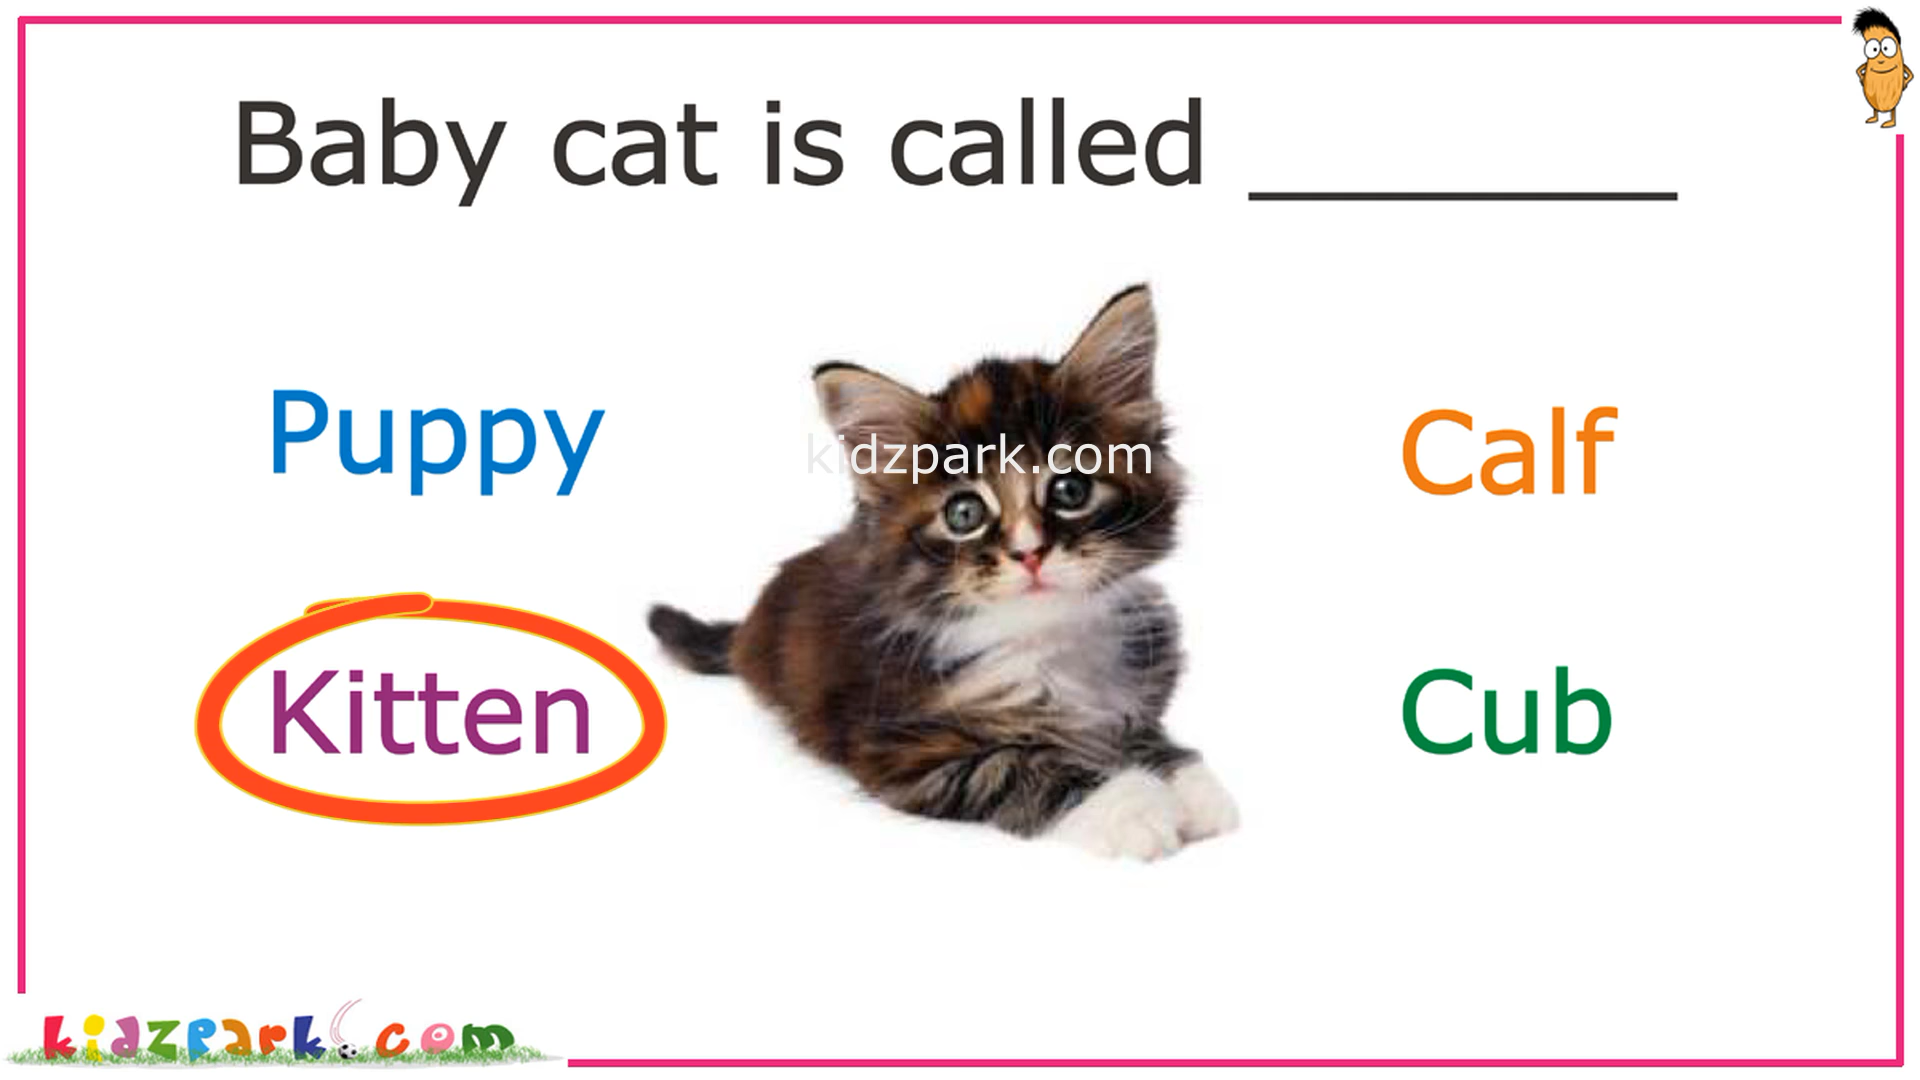 Baby cat is called ________
Puppy
kidzpark.com
Calf
Kitten
Cub
kidzpark.com